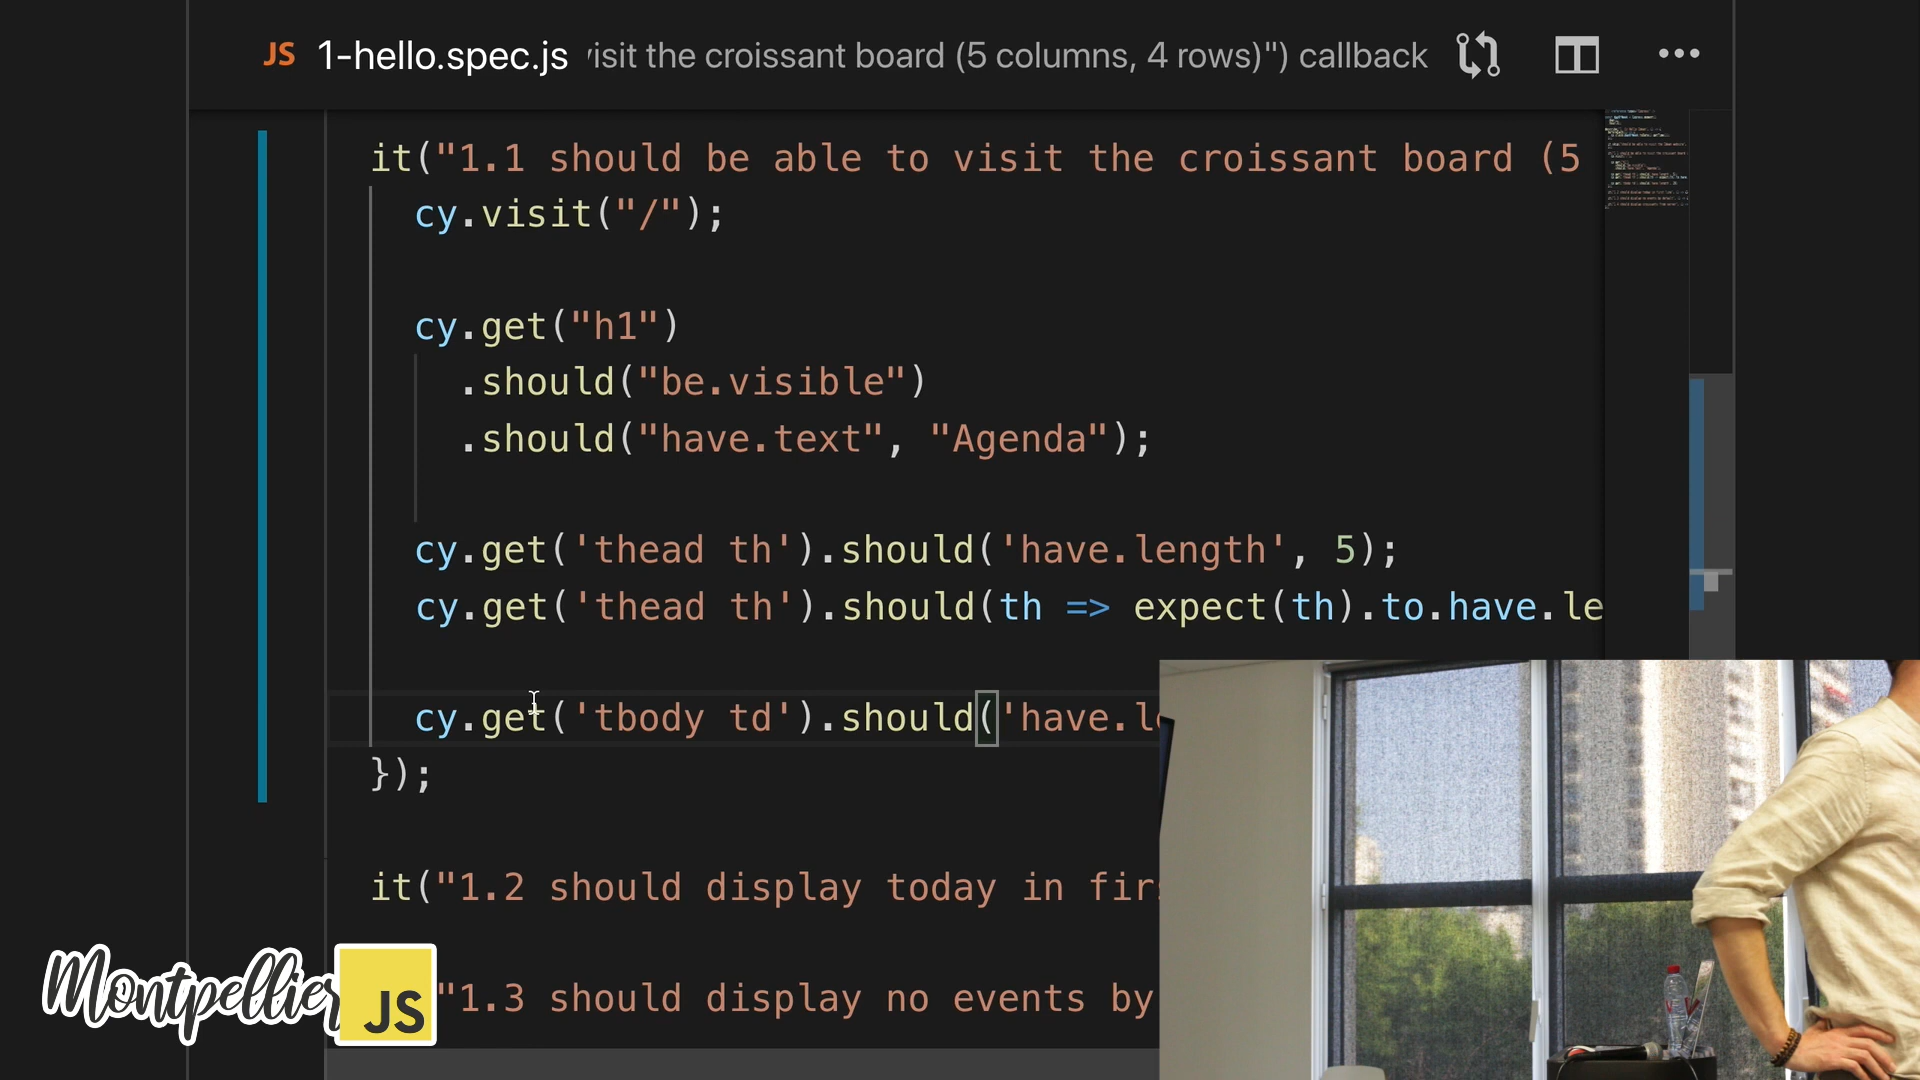 JS 1-hello.spec.js visit the croissant board (5 columns, 4 rows)") callback
it("1.1 should be able to visit the croissant board (5
cy.visit("/");
cy.get("h1")
.should("be.visible")
.should("have.text", "Agenda");
cy.get('thead th').should('have.length', 5);
cy.get('thead th').should(th => expect(th).to.have.le
cy.get('tbody td').should('have.le
});
it("1.2 should display today in firs
"1.3 should display no events by
Montpellier JS